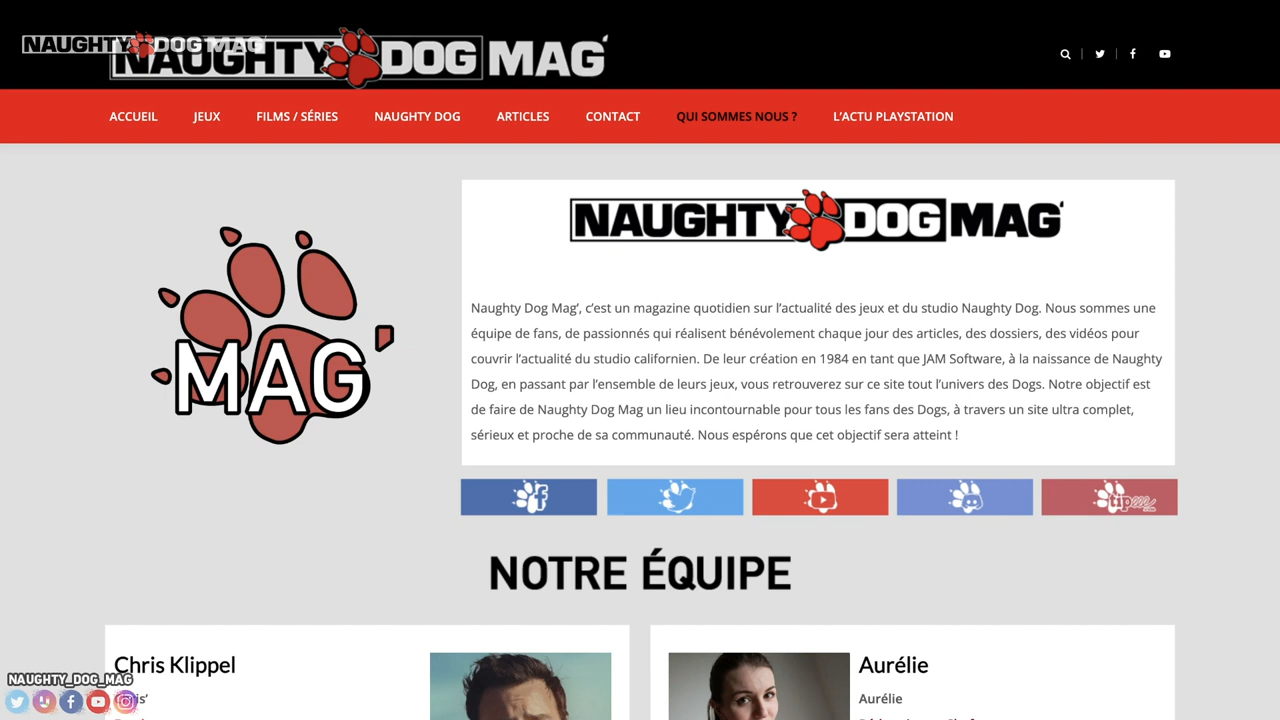 NAUGHTY DOG MAG'
NAUGHTY DOG MAG'
ACCUEIL
JEUX
FILMS / SÉRIES
NAUGHTY DOG
ARTICLES
CONTACT
QUI SOMMES NOUS ?
L'ACTU PLAYSTATION
MAG'
NAUGHTY DOG MAG'
Naughty Dog Mag', c'est un magazine quotidien sur l'actualité des jeux et du studio Naughty Dog. Nous sommes une
équipe de fans, de passionnés qui réalisent bénévolement chaque jour des articles, des dossiers, des vidéos pour
couvrir l'actualité du studio californien. De leur création en 1984 en tant que JAM Software, à la naissance de Naughty
Dog, en passant par l'ensemble de leurs jeux, vous retrouverez sur ce site tout l'univers des Dogs. Notre objectif est
de faire de Naughty Dog Mag un lieu incontournable pour tous les fans des Dogs, à travers un site ultra complet,
sérieux et proche de sa communauté. Nous espérons que cet objectif sera atteint !
NOTRE ÉQUIPE
Chris Klippel
Aurélie
Aurélie
NAUGHTY_DOG_MAG